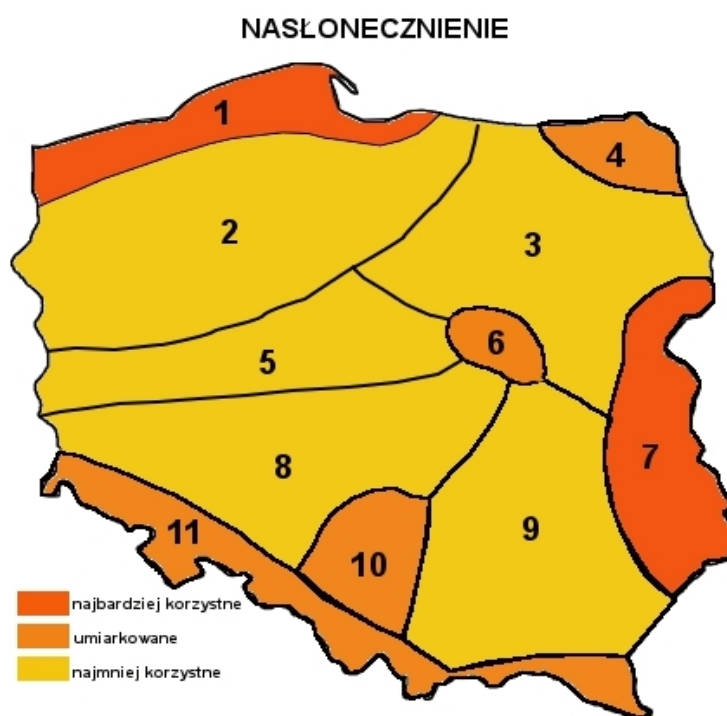 NASŁONECZNIENIE
1
2
3
4
5
6
7
8
9
10
11
najbardziej korzystne
umiarkowane
najmniej korzystne